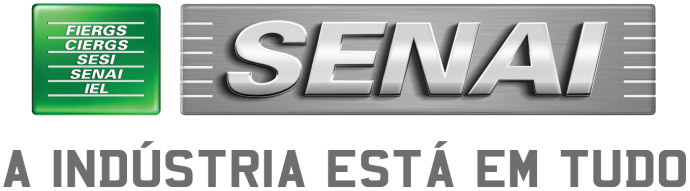 FIERGS
CIERGS
SESI
SENAI
IEL
SENAI
A INDÚSTRIA ESTÁ EM TUDO